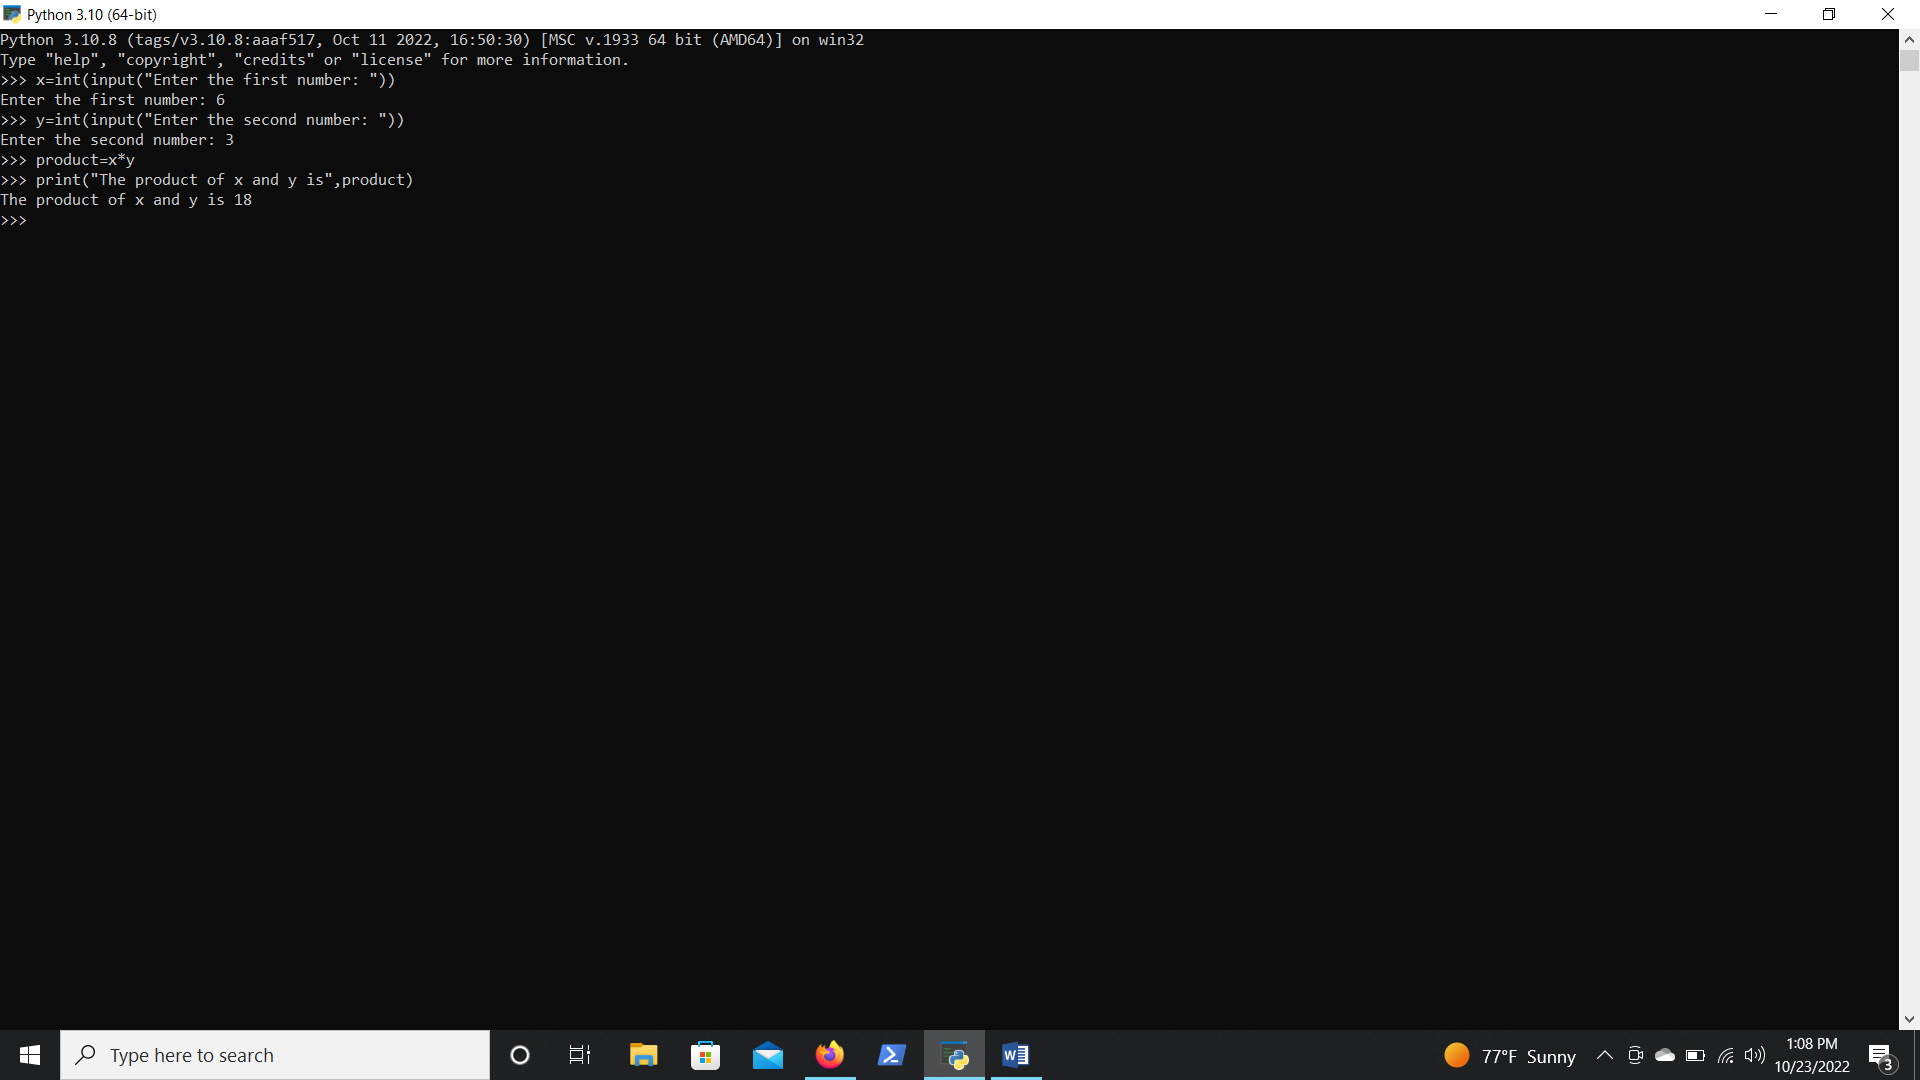 Python 3.10 (64-bit)
Python 3.10.8 (tags/v3.10.8:aaaf517, Oct 11 2022, 16:50:30) [MSC v.1933 64 bit (AMD64)] on win32
Type "help", "copyright", "credits" or "license" for more information.
>>> x=int(input("Enter the first number: "))
Enter the first number: 6
>>> y=int(input("Enter the second number: "))
Enter the second number: 3
>>> product=x*y
>>> print("The product of x and y is",product)
The product of x and y is 18
>>>
Type here to search
77°F Sunny
1:08 PM
10/23/2022
3